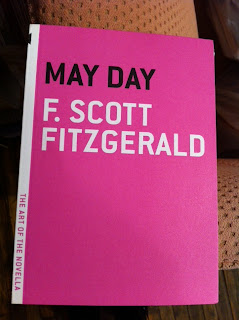 MAY DAY
F. SCOTT
FITZGERALD
THE ART OF THE NOVELLA